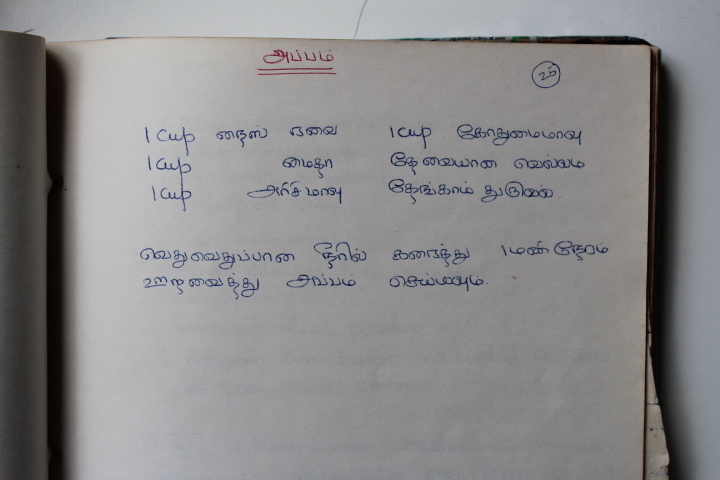 அப்பம்
25
1 cup நைஸ் ரவை 1 cup கோதுமைமாவு
1 cup மைதா தேவையான வெல்லம்
1 cup அரிசிமாவு தேங்காய் துருவல்.
வெதுவெதுப்பான நீரில் கரைத்து 1 மணிநேரம்
ஊறவைத்து அப்பம் செய்யவும்.